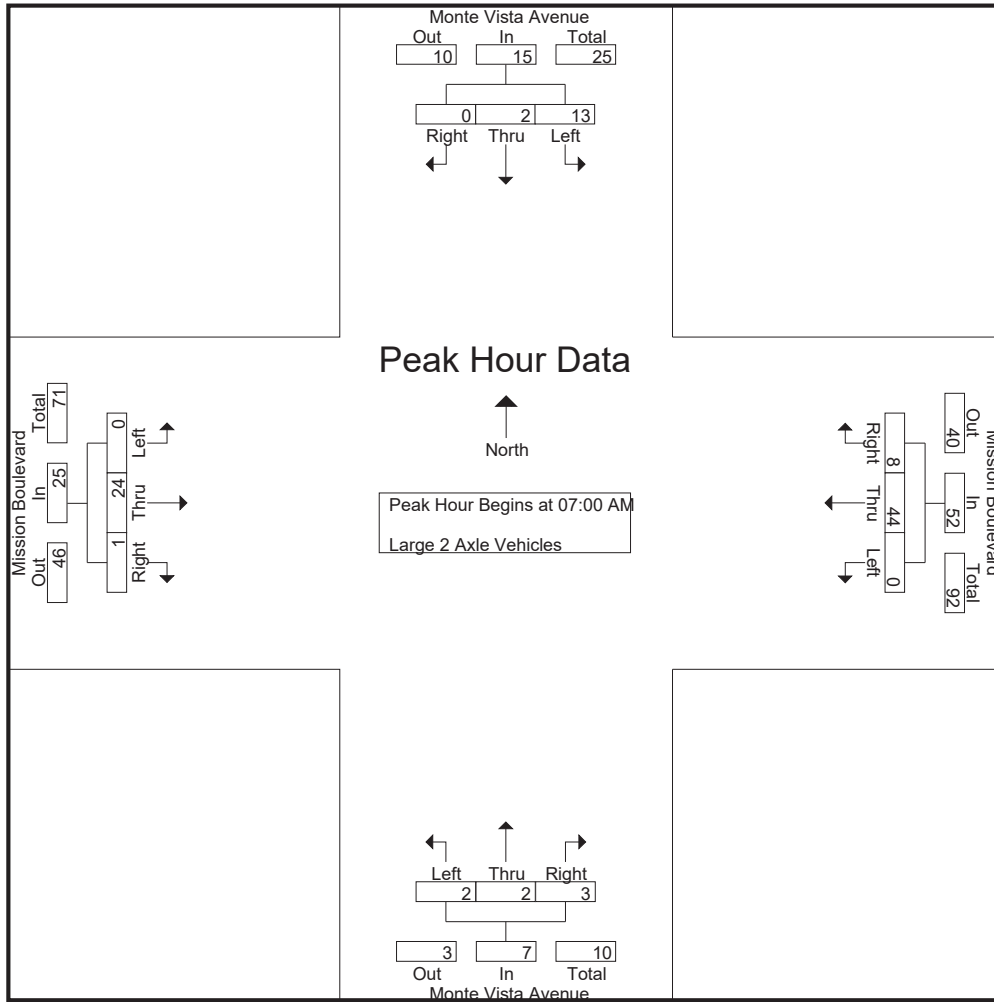 Monte Vista Avenue
Out In Total
10 15 25
0 2 13
Right Thru Left
Peak Hour Data
North
Peak Hour Begins at 07:00 AM
Large 2 Axle Vehicles
Mission Boulevard
Out In Total
46 25 71
Left Thru Right
0 24 1
Mission Boulevard
Out In Total
40 52 92
8 44 0
Right Thru Left
Left Thru Right
2 2 3
3 7 10
Out In Total
Monte Vista Avenue